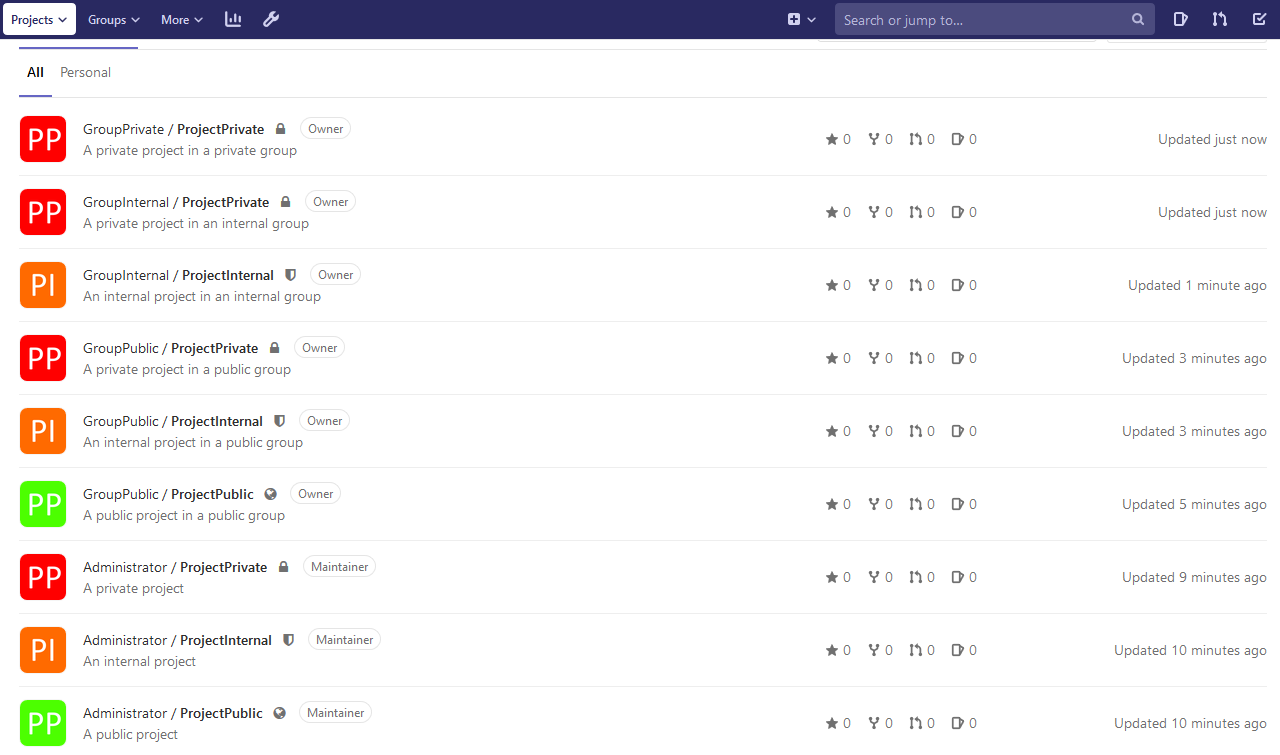 Projects Groups More Search or jump to...
All Personal
PP GroupPrivate / ProjectPrivate Owner 0 0 0 0 Updated just now
A private project in a private group
PP GroupInternal / ProjectPrivate Owner 0 0 0 0 Updated just now
A private project in an internal group
PI GroupInternal / ProjectInternal Owner 0 0 0 0 Updated 1 minute ago
An internal project in an internal group
PP GroupPublic / ProjectPrivate Owner 0 0 0 0 Updated 3 minutes ago
A private project in a public group
PI GroupPublic / ProjectInternal Owner 0 0 0 0 Updated 3 minutes ago
An internal project in a public group
PP GroupPublic / ProjectPublic Owner 0 0 0 0 Updated 5 minutes ago
A public project in a public group
PP Administrator / ProjectPrivate Maintainer 0 0 0 0 Updated 9 minutes ago
A private project
PI Administrator / ProjectInternal Maintainer 0 0 0 0 Updated 10 minutes ago
An internal project
PP Administrator / ProjectPublic Maintainer 0 0 0 0 Updated 10 minutes ago
A public project